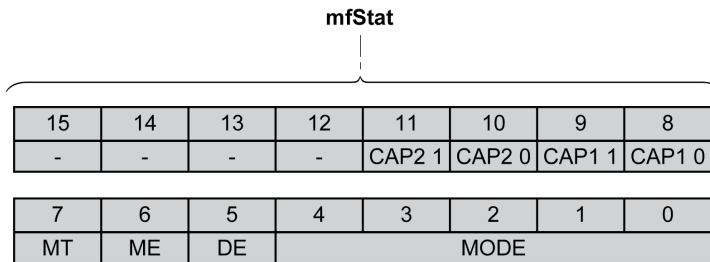 mfStat
15 14 13 12 11 10 9 8
- - - - CAP2 1 CAP2 0 CAP1 1 CAP1 0
7 6 5 4 3 2 1 0
MT ME DE MODE